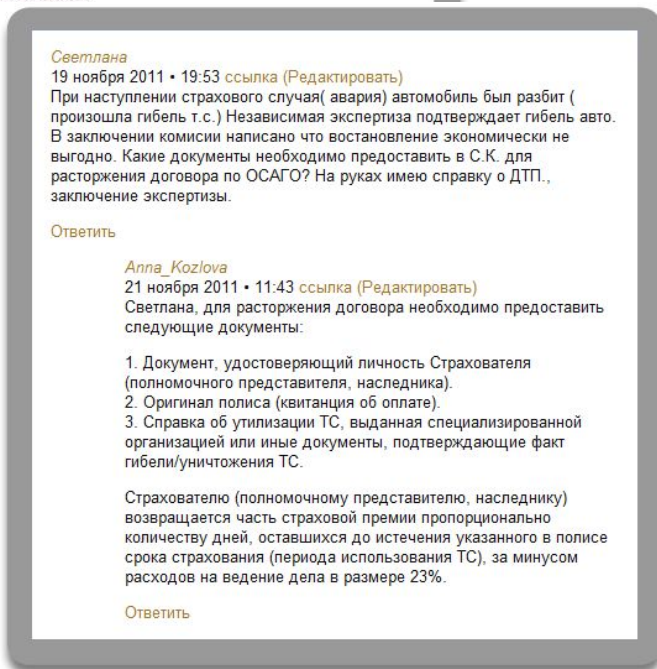 Светлана
19 ноября 2011 • 19:53 ссылка (Редактировать)
При наступлении страхового случая( авария) автомобиль был разбит (
произошла гибель т.с.) Независимая экспертиза подтверждает гибель авто.
В заключении комисии написано что востановление экономически не
выгодно. Какие документы необходимо предоставить в С.К. для
расторжения договора по ОСАГО? На руках имею справку о ДТП.,
заключение экспертизы.
Ответить
Anna_Kozlova
21 ноября 2011 • 11:43 ссылка (Редактировать)
Светлана, для расторжения договора необходимо предоставить
следующие документы:
1. Документ, удостоверяющий личность Страхователя
(полномочного представителя, наследника).
2. Оригинал полиса (квитанция об оплате).
3. Справка об утилизации ТС, выданная специализированной
организацией или иные документы, подтверждающие факт
гибели/уничтожения ТС.
Страхователю (полномочному представителю, наследнику)
возвращается часть страховой премии пропорционально
количеству дней, оставшихся до истечения указанного в полисе
срока страхования (периода использования ТС), за минусом
расходов на ведение дела в размере 23%.
Ответить